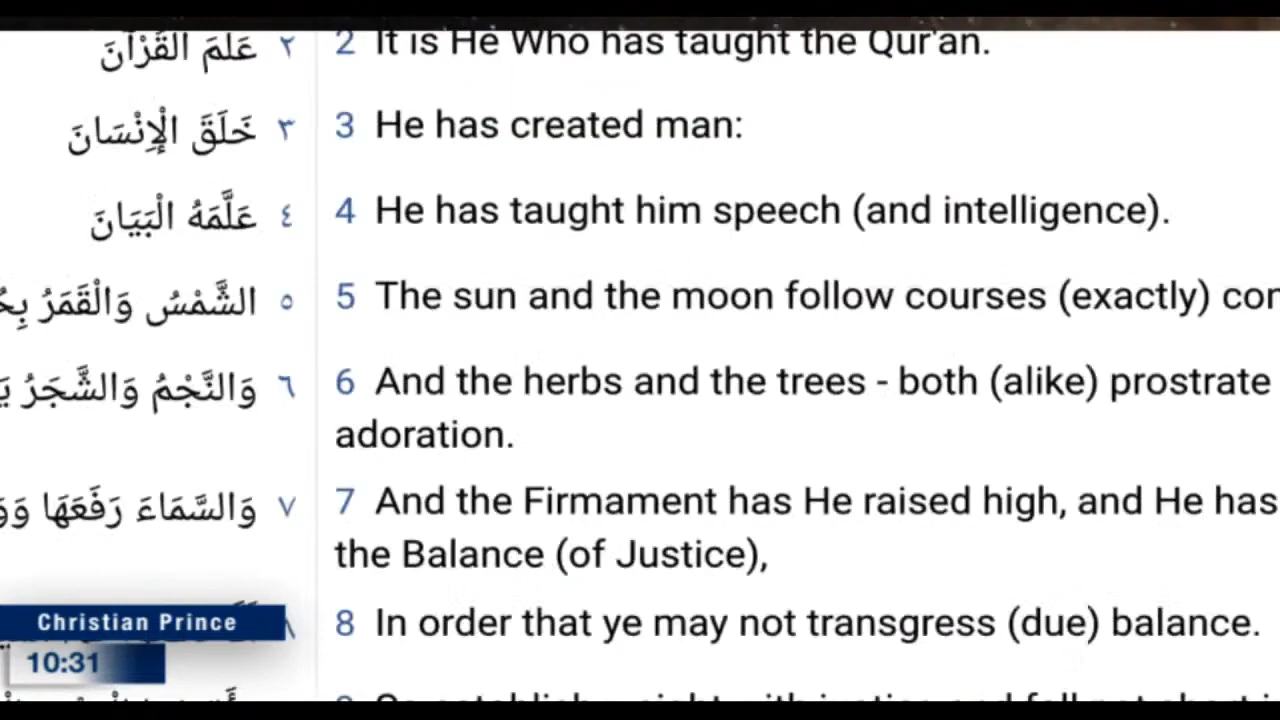 عَلَّمَ الْقُرْآنَ ٢
2 It is He Who has taught the Qur'an.
خَلَقَ الْإِنْسَانَ ٣
3 He has created man:
عَلَّمَهُ الْبَيَانَ ٤
4 He has taught him speech (and intelligence).
الشَّمْسُ وَالْقَمَرُ ٥
5 The sun and the moon follow courses (exactly)
وَالنَّجْمُ وَالشَّجَرُ ٦
6 And the herbs and the trees - both (alike) prostrate
adoration.
وَالسَّمَاءَ رَفَعَهَا ٧
7 And the Firmament has He raised high, and He has
the Balance (of Justice),
8 In order that ye may not transgress (due) balance.
Christian Prince
10:31